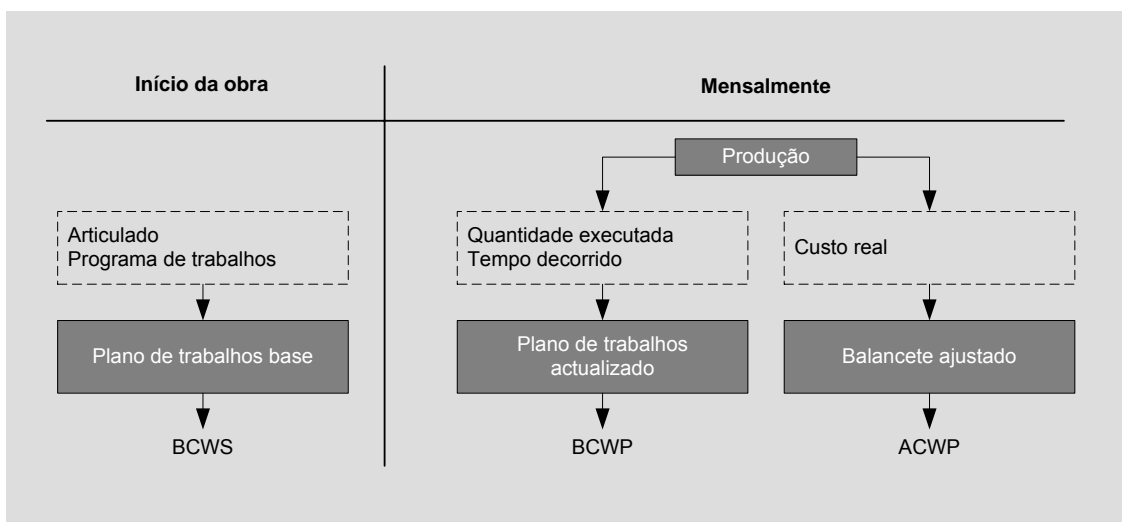 Início da obra
Mensalmente
Produção
Articulado
Programa de trabalhos
Quantidade executada
Tempo decorrido
Custo real
Plano de trabalhos base
Plano de trabalhos
actualizado
Balancete ajustado
BCWS
BCWP
ACWP